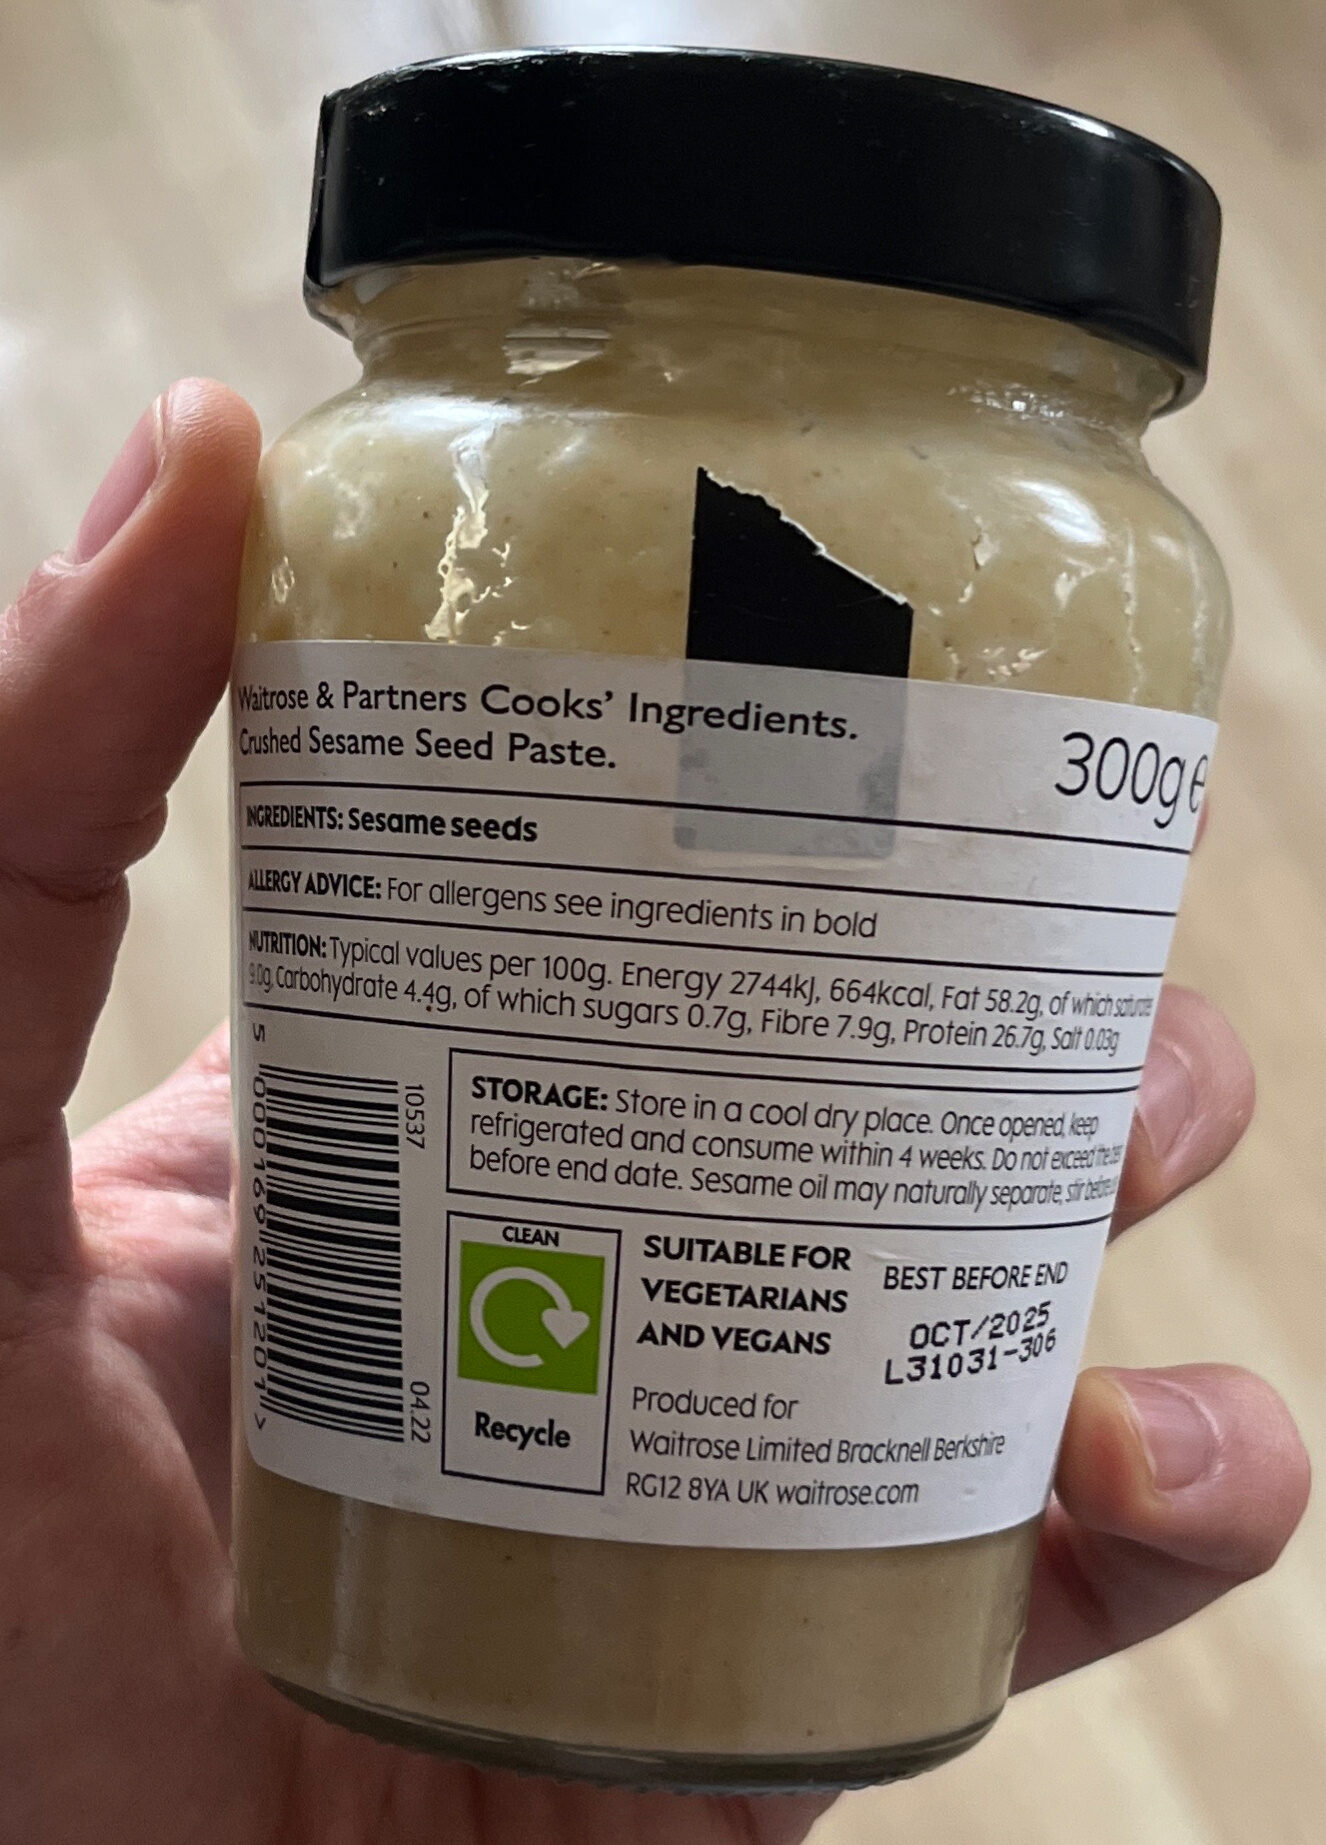 Waitrose & Partners Cooks' Ingredients.
Crushed Sesame Seed Paste.
300g e
INGREDIENTS: Sesame seeds
ALLERGY ADVICE: For allergens see ingredients in bold
NUTRITION: Typical values per 100g. Energy 2744kJ, 664kcal, Fat 58.2g, of which saturates
9.0g, Carbohydrate 4.4g, of which sugars 0.7g, Fibre 7.9g, Protein 26.7g, Salt 0.03g
5 000169 251201 >
10537
04.22
STORAGE: Store in a cool dry place. Once opened, keep
refrigerated and consume within 4 weeks. Do not exceed the best
before end date. Sesame oil may naturally separate, stir before
CLEAN
Recycle
SUITABLE FOR
VEGETARIANS
AND VEGANS
BEST BEFORE END
OCT/2025
L31031-306
Produced for
Waitrose Limited Bracknell Berkshire
RG12 8YA UK waitrose.com